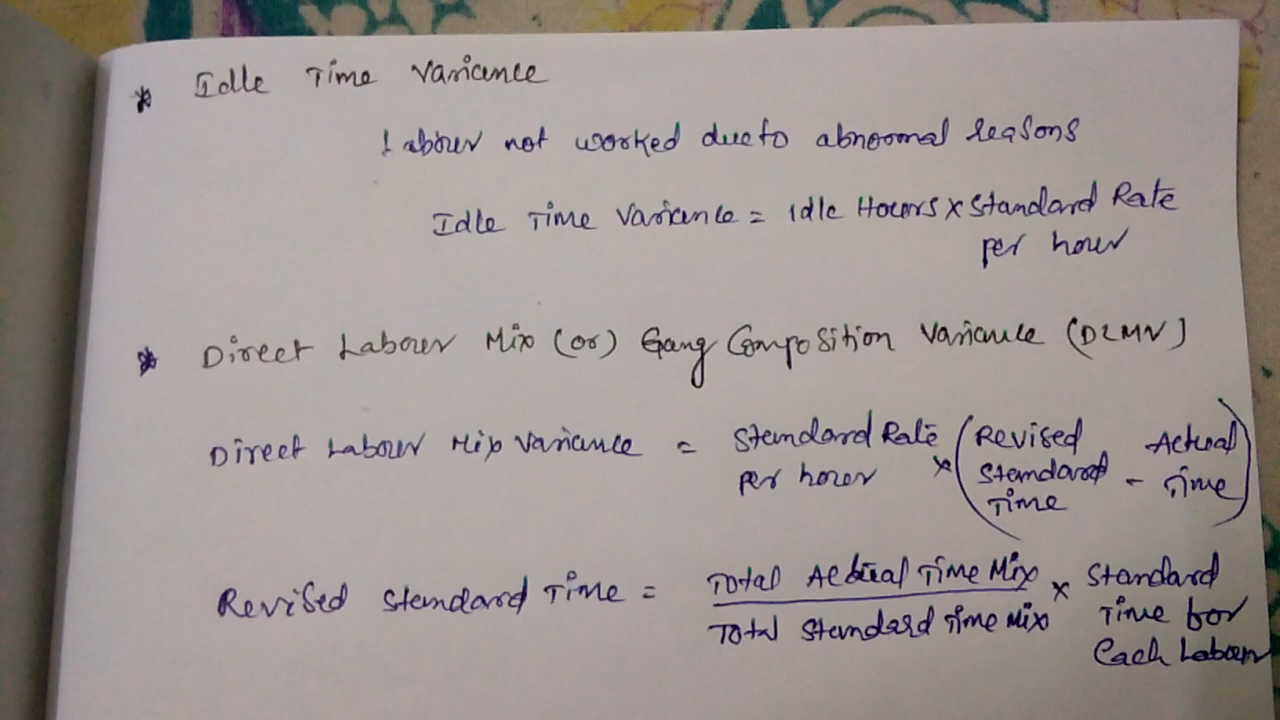 * Idle Time Variance
Labour not worked due to abnormal reasons
Idle Time Variance = Idle Hours x Standard Rate
per hour
* Direct Labour Mix (or) Gang Composition Variance (DLMV)
Direct Labour Mix Variance = Standard Rate per hour x (Revised Standard Time - Actual Time)
Revised Standard Time = Total Actual Time Mix / Total Standard Time Mix x Standard Time for Each Labour